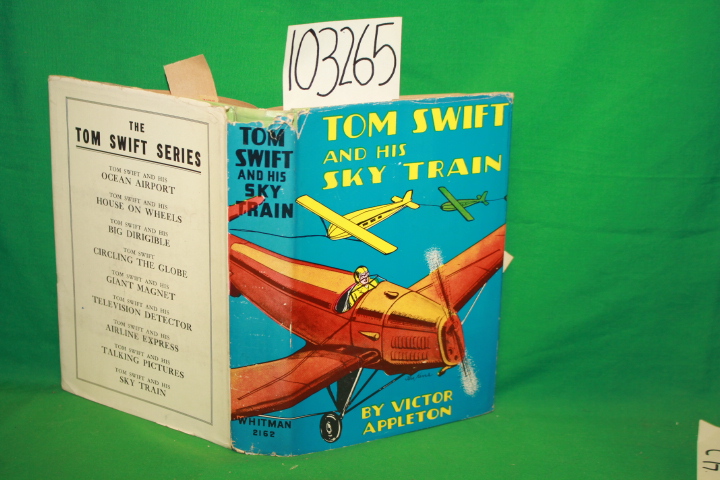 103265
THE
TOM SWIFT SERIES
TOM SWIFT AND HIS
OCEAN AIRPORT
TOM SWIFT AND HIS
HOUSE ON WHEELS
TOM SWIFT AND HIS
BIG DIRIGIBLE
TOM SWIFT
CIRCLING THE GLOBE
TOM SWIFT AND HIS
GIANT MAGNET
TOM SWIFT AND HIS
TELEVISION DETECTOR
TOM SWIFT AND HIS
AIRLINE EXPRESS
TOM SWIFT AND HIS
TALKING PICTURES
TOM SWIFT AND HIS
SKY TRAIN
TOM
SWIFT
AND HIS
SKY
TRAIN
WHITMAN
2162
TOM SWIFT
AND HIS
SKY TRAIN
BY VICTOR
APPLETON